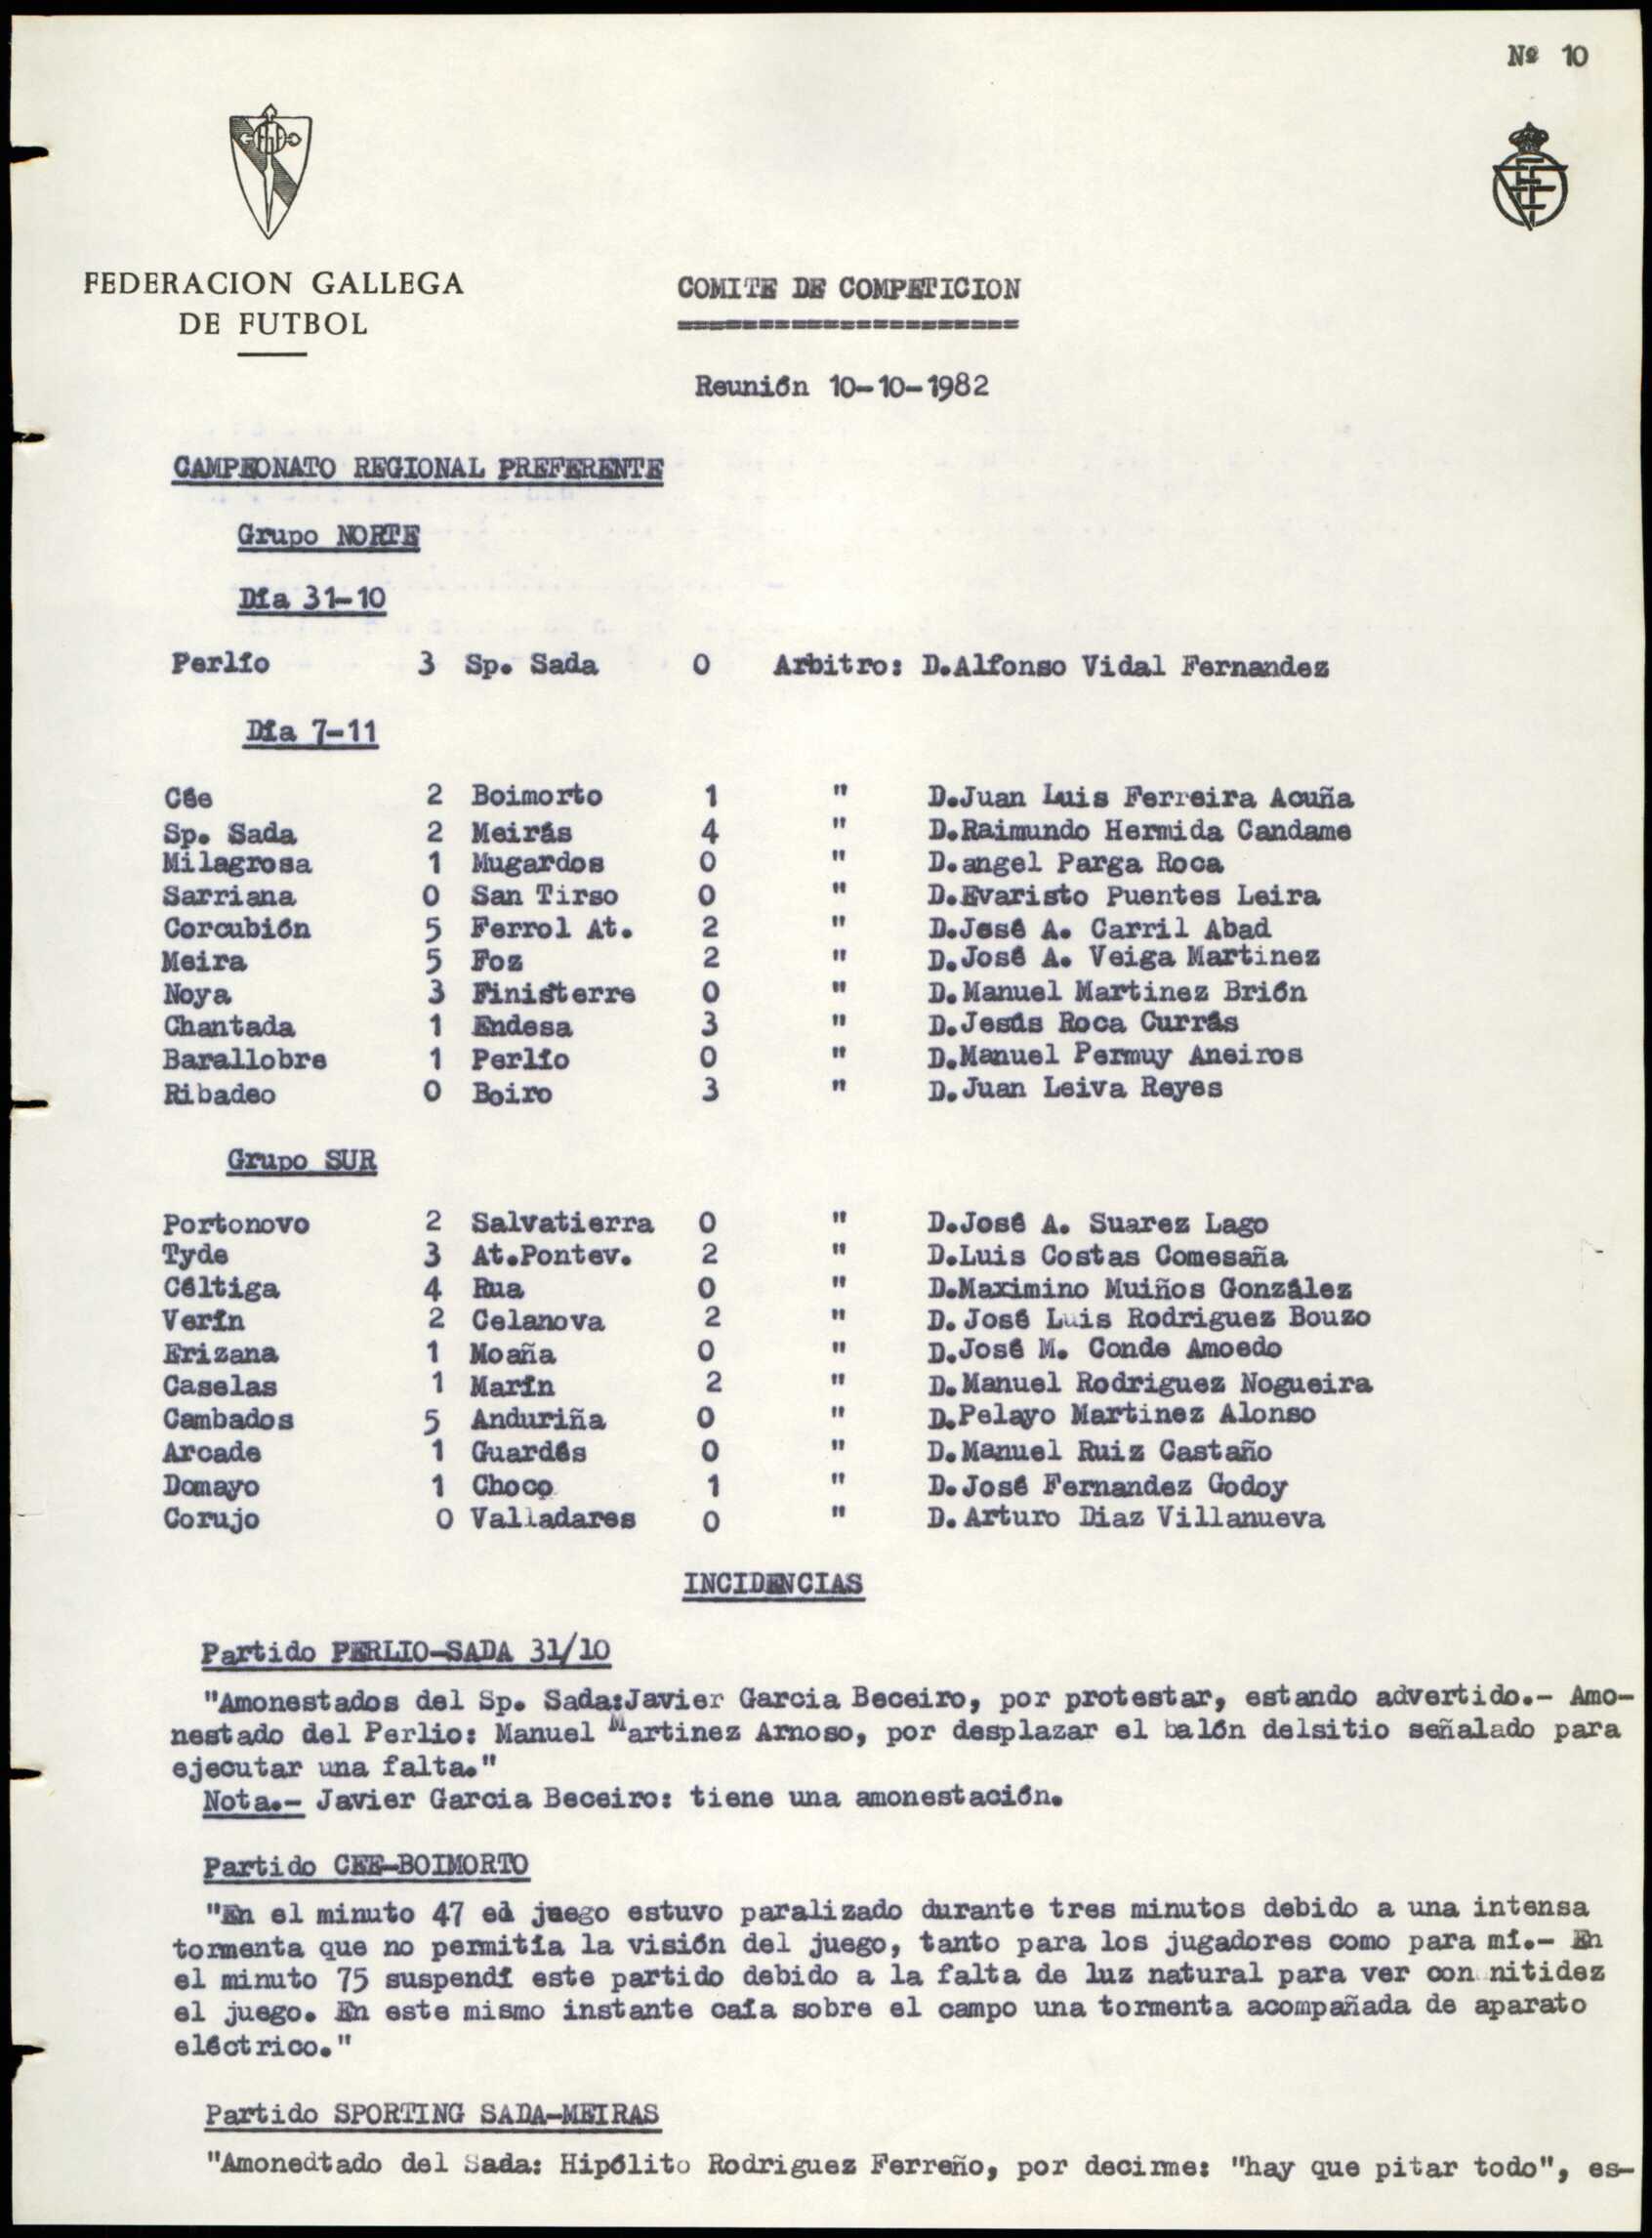 Nº 10
FEDERACION GALLEGA
DE FUTBOL
COMITE DE COMPETICION
=====================
Reunión 10-10-1982
CAMPEONATO REGIONAL PREFERENTE
Grupo NORTE
Día 31-10
Perlío 3 Sp. Sada 0 Arbitro: D.Alfonso Vidal Fernandez
Día 7-11
Cée 2 Boimorto 1 " D.Juan Luis Ferreira Acuña
Sp. Sada 2 Meirás 4 " D.Raimundo Hermida Candame
Milagrosa 1 Mugardos 0 " D.angel Parga Roca
Sarriana 0 San Tirso 0 " D.Evaristo Puentes Leira
Corcubión 5 Ferrol At. 2 " D.José A. Carril Abad
Meira 5 Foz 2 " D.José A. Veiga Martinez
Noya 3 Finisterre 0 " D.Manuel Martinez Brión
Chantada 1 Endesa 3 " D.Jesús Roca Currás
Barallobre 1 Perlío 0 " D.Manuel Permuy Aneiros
Ribadeo 0 Boiro 3 " D.Juan Leiva Reyes
Grupo SUR
Portonovo 2 Salvatierra 0 " D.José A. Suarez Lago
Tyde 3 At.Pontev. 2 " D.Luis Costas Comesaña
Céltiga 4 Rua 0 " D.Maximino Muiños González
Verín 2 Celanova 2 " D.José Luis Rodriguez Bouzo
Erizana 1 Moaña 0 " D.José M. Conde Amoedo
Caselas 1 Marín 2 " D.Manuel Rodriguez Nogueira
Cambados 5 Anduriña 0 " D.Pelayo Martinez Alonso
Arcade 1 Guardés 0 " D.Manuel Ruiz Castaño
Domayo 1 Choco 1 " D.José Fernandez Godoy
Corujo 0 Valladares 0 " D.Arturo Diaz Villanueva
INCIDENCIAS
Partido PERLIO-SADA 31/10
"Amonestados del Sp. Sada:Javier Garcia Beceiro, por protestar, estando advertido.- Amo-
nestado del Perlio: Manuel Martinez Arnoso, por desplazar el balón delsitio señalado para
ejecutar una falta."
Nota.- Javier Garcia Beceiro: tiene una amonestación.
Partido CEE-BOIMORTO
"En el minuto 47 el juego estuvo paralizado durante tres minutos debido a una intensa
tormenta que no permitía la visión del juego, tanto para los jugadores como para mí.- En
el minuto 75 suspendí este partido debido a la falta de luz natural para ver con nitidez
el juego. En este mismo instante caía sobre el campo una tormenta acompañada de aparato
eléctrico."
Partido SPORTING SADA-MEIRAS
"Amonedtado del Sada: Hipólito Rodriguez Ferreño, por decirme: "hay que pitar todo", es-